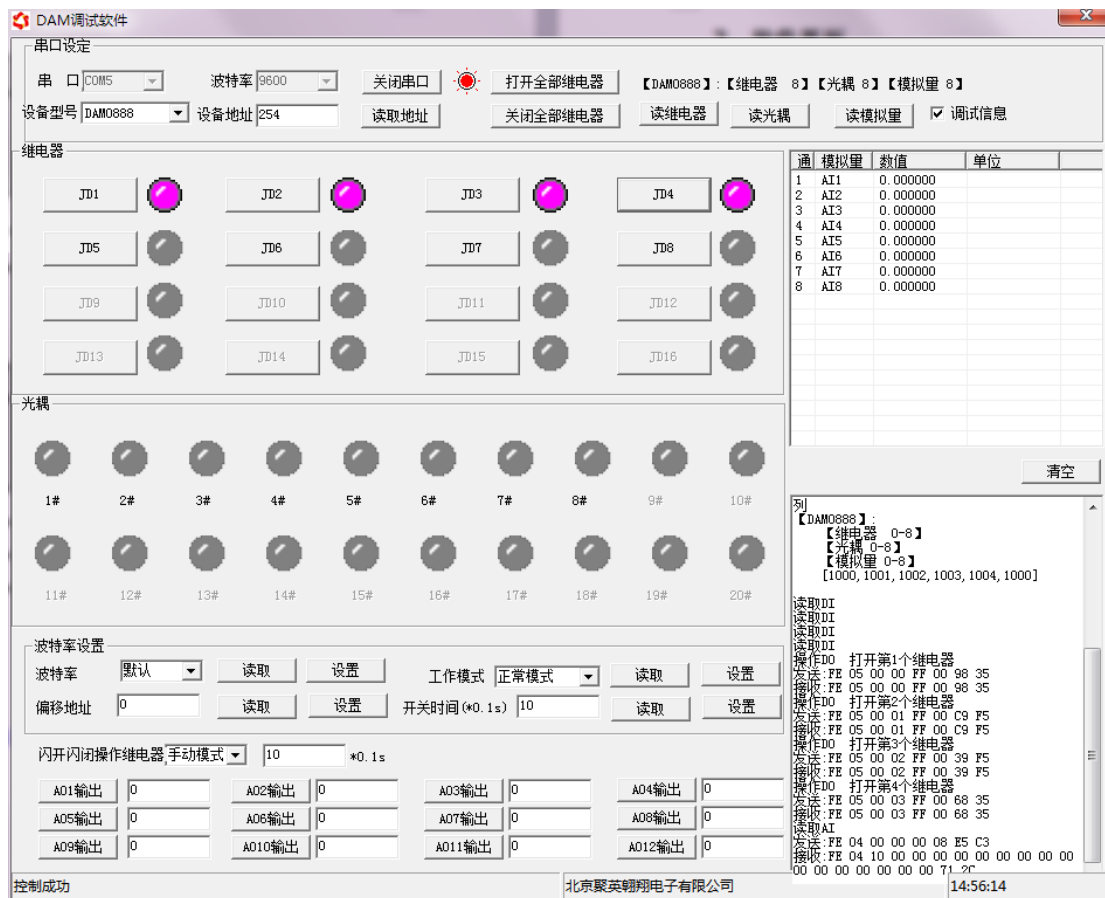 DAM调试软件
串口设定
串 口 COM5 波特率 9600 关闭串口 打开全部继电器 【DAM0888】:【继电器 8】【光耦 8】【模拟量 8】
设备型号 DAM0888 设备地址 254 读取地址 关闭全部继电器 读继电器 读光耦 读模拟量 调试信息
继电器
JD1 JD2 JD3 JD4
JD5 JD6 JD7 JD8
JD9 JD10 JD11 JD12
JD13 JD14 JD15 JD16
通 模拟量 数值 单位
1 AI1 0.000000
2 AI2 0.000000
3 AI3 0.000000
4 AI4 0.000000
5 AI5 0.000000
6 AI6 0.000000
7 AI7 0.000000
8 AI8 0.000000
光耦
1# 2# 3# 4# 5# 6# 7# 8# 9# 10#
11# 12# 13# 14# 15# 16# 17# 18# 19# 20#
清空
列
【DAM0888】:
【继电器 0-8】
【光耦 0-8】
【模拟量 0-8】
[1000,1001,1002,1003,1004,1000]
读取DI
读取DI
读取DI
读取DI
操作DO 打开第1个继电器
发送:FE 05 00 00 FF 00 98 35
接收:FE 05 00 00 FF 00 98 35
操作DO 打开第2个继电器
发送:FE 05 00 01 FF 00 C9 F5
接收:FE 05 00 01 FF 00 C9 F5
操作DO 打开第3个继电器
发送:FE 05 00 02 FF 00 39 F5
接收:FE 05 00 02 FF 00 39 F5
操作DO 打开第4个继电器
发送:FE 05 00 03 FF 00 68 35
接收:FE 05 00 03 FF 00 68 35
读取AI
发送:FE 04 00 00 00 08 E5 C3
接收:FE 04 10 00 00 00 00 00 00 00 00 00
00 00 00 00 00 00 00 71 2C
波特率设置
波特率 默认 读取 设置 工作模式 正常模式 读取 设置
偏移地址 0 读取 设置 开关时间(*0.1s) 10 读取 设置
闪开闪闭操作继电器 手动模式 10 *0.1s
AO1输出 0 AO2输出 0 AO3输出 0 AO4输出 0
AO5输出 0 AO6输出 0 AO7输出 0 AO8输出 0
AO9输出 0 AO10输出 0 AO11输出 0 AO12输出 0
控制成功 北京聚英翱翔电子有限公司 14:56:14